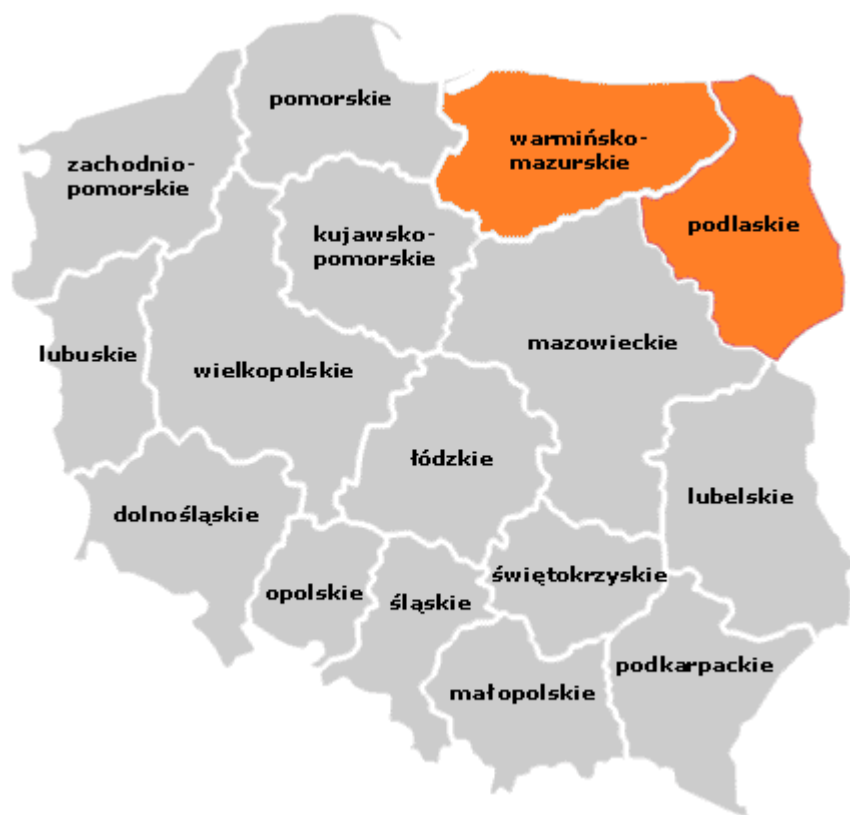 pomorskie
warmińsko-
mazurskie
zachodnio-
pomorskie
podlaskie
kujawsko-
pomorskie
mazowieckie
lubuskie
wielkopolskie
łódzkie
lubelskie
dolnośląskie
świętokrzyskie
opolskie
śląskie
podkarpackie
małopolskie